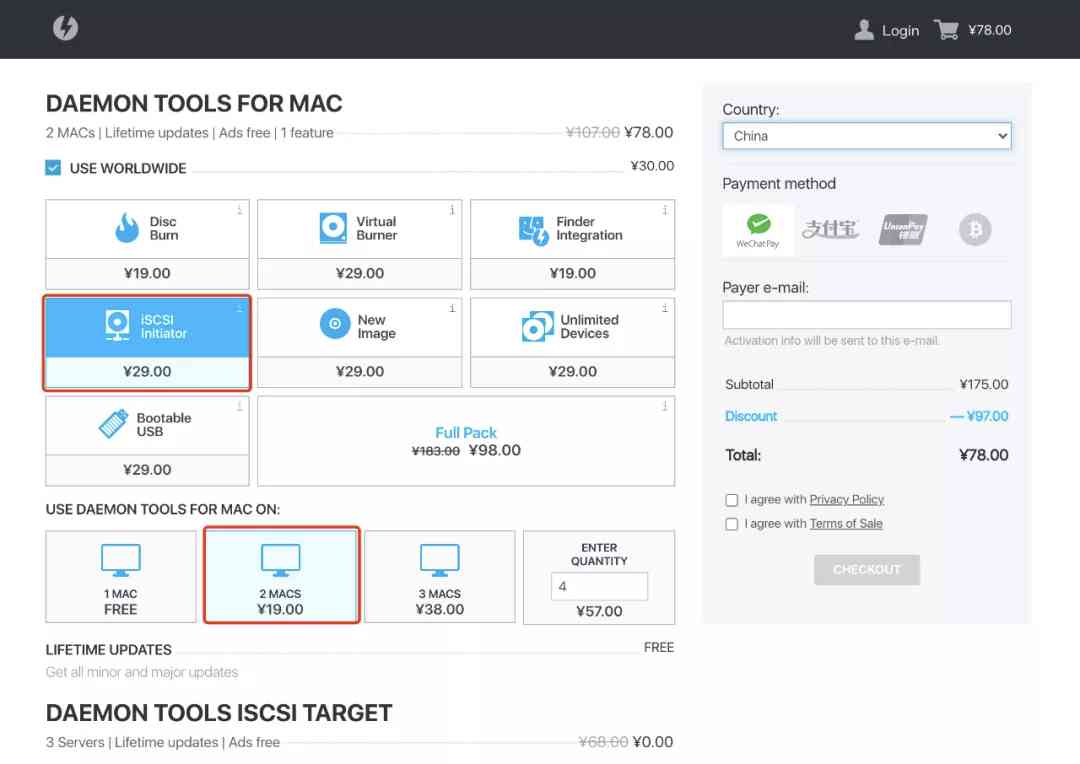 Login ¥78.00
DAEMON TOOLS FOR MAC
2 MACs | Lifetime updates | Ads free | 1 feature ¥107.00 ¥78.00
USE WORLDWIDE ¥30.00
Disc
Burn
¥19.00
Virtual
Burner
¥29.00
Finder
Integration
¥19.00
iSCSI
Initiator
¥29.00
New
Image
¥29.00
Unlimited
Devices
¥29.00
Bootable
USB
¥29.00
Full Pack
¥183.00 ¥98.00
USE DAEMON TOOLS FOR MAC ON:
1 MAC
FREE
2 MACS
¥19.00
3 MACS
¥38.00
ENTER
QUANTITY
4
¥57.00
LIFETIME UPDATES FREE
Get all minor and major updates
DAEMON TOOLS ISCSI TARGET
3 Servers | Lifetime updates | Ads free ¥68.00 ¥0.00
Country:
China
Payment method
WeChat Pay
支付宝
UnionPay
银联
Payer e-mail:
Activation info will be sent to this e-mail.
Subtotal ¥175.00
Discount — ¥97.00
Total: ¥78.00
I agree with Privacy Policy
I agree with Terms of Sale
CHECKOUT